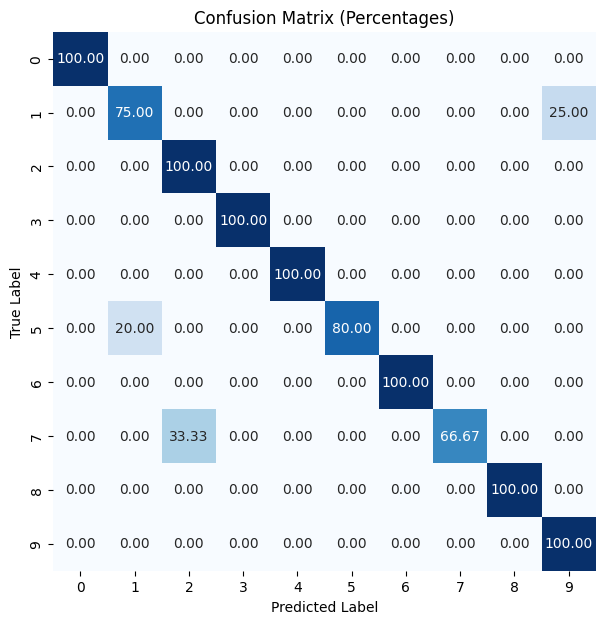 Confusion Matrix (Percentages)
0 100.00 0.00 0.00 0.00 0.00 0.00 0.00 0.00 0.00 0.00
1 0.00 75.00 0.00 0.00 0.00 0.00 0.00 0.00 0.00 25.00
2 0.00 0.00 100.00 0.00 0.00 0.00 0.00 0.00 0.00 0.00
3 0.00 0.00 0.00 100.00 0.00 0.00 0.00 0.00 0.00 0.00
4 0.00 0.00 0.00 0.00 100.00 0.00 0.00 0.00 0.00 0.00
True Label
5 0.00 20.00 0.00 0.00 0.00 80.00 0.00 0.00 0.00 0.00
6 0.00 0.00 0.00 0.00 0.00 0.00 100.00 0.00 0.00 0.00
7 0.00 0.00 33.33 0.00 0.00 0.00 0.00 66.67 0.00 0.00
8 0.00 0.00 0.00 0.00 0.00 0.00 0.00 0.00 100.00 0.00
9 0.00 0.00 0.00 0.00 0.00 0.00 0.00 0.00 0.00 100.00
0 1 2 3 4 5 6 7 8 9
Predicted Label